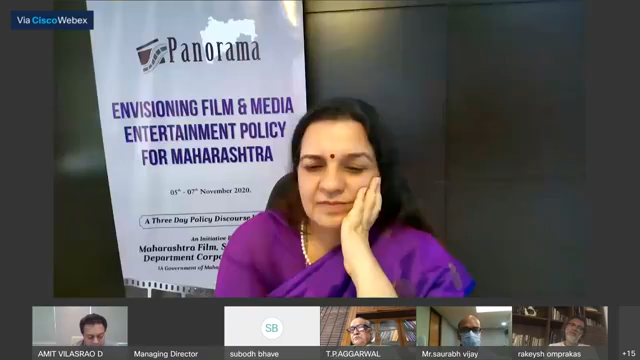 Via Cisco Webex
Panorama
ENVISIONING FILM & MEDIA
ENTERTAINMENT POLICY
FOR MAHARASHTRA
05th - 07th November 2020.
A Three Day Policy Discourse
An Initiative
Maharashtra Film, S
Department Corpor
(A Government of Mahar
SB
AMIT VILASRAO D
Managing Director
subodh bhave
T.P.AGGARWAL
Mr.saurabh vijay
rakeysh omprakas
+15